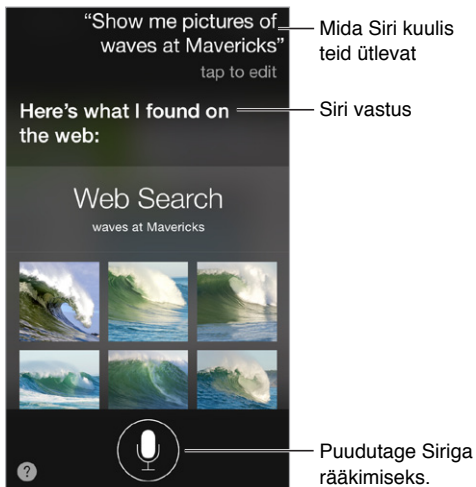 “Show me pictures of
waves at Mavericks”
tap to edit
Mida Siri kuulis
teid ütlevat
Here’s what I found on
the web:
Siri vastus
Web Search
waves at Mavericks
?
Puudutage Siriga
rääkimiseks.